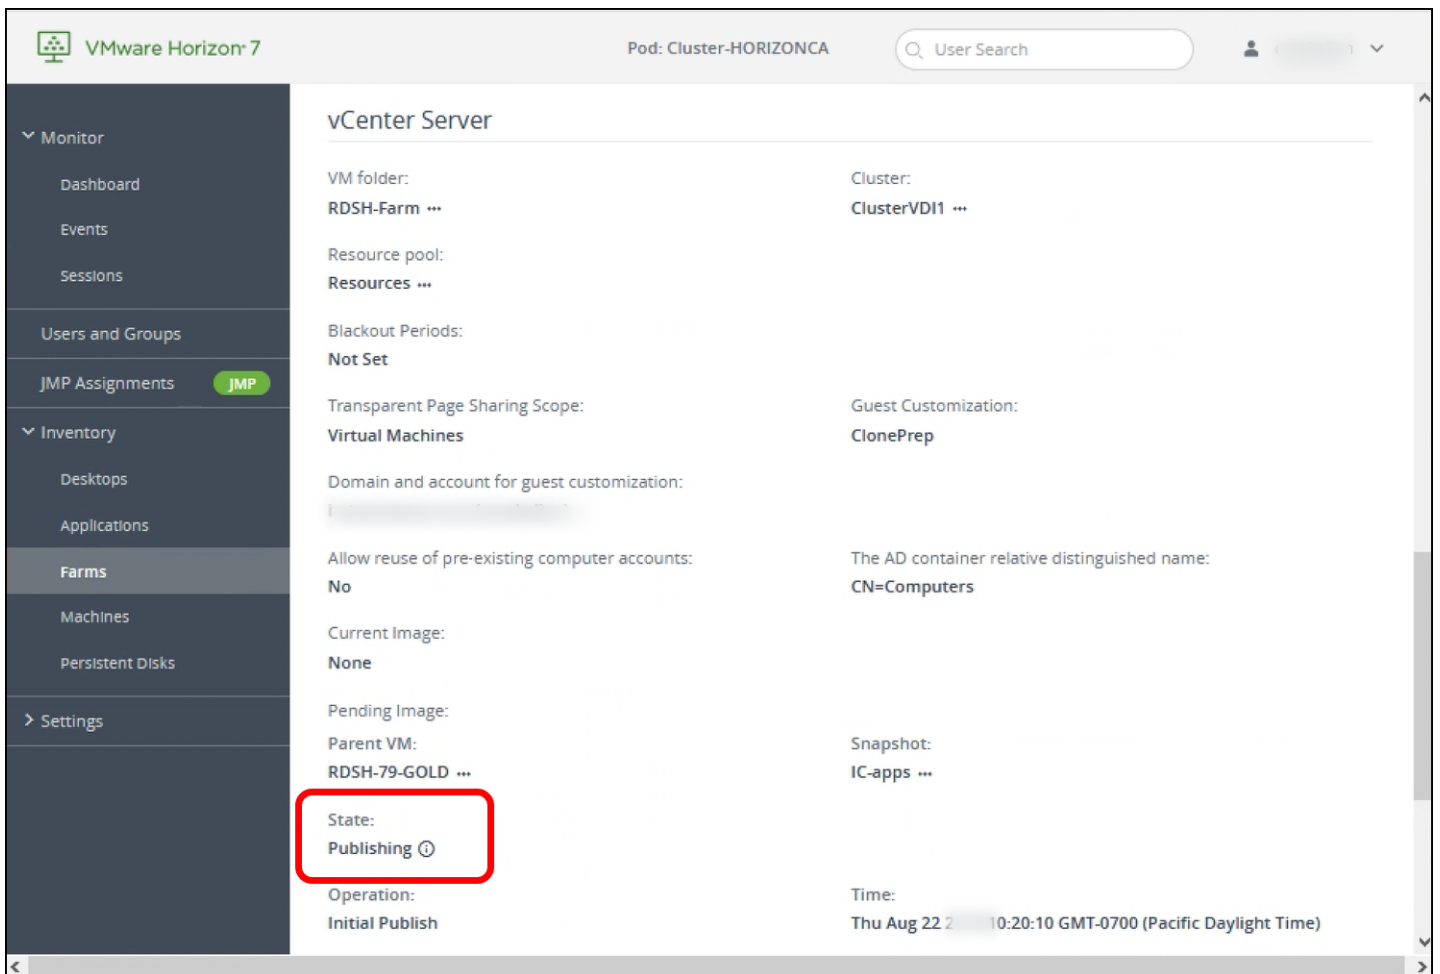 VMware Horizon® 7
Pod: Cluster-HORIZONCA
User Search
Monitor
Dashboard
Events
Sessions
Users and Groups
JMP Assignments JMP
Inventory
Desktops
Applications
Farms
Machines
Persistent Disks
Settings
vCenter Server
VM folder:
RDSH-Farm ···
Cluster:
ClusterVDI1 ···
Resource pool:
Resources ···
Blackout Periods:
Not Set
Transparent Page Sharing Scope:
Virtual Machines
Guest Customization:
ClonePrep
Domain and account for guest customization:
Allow reuse of pre-existing computer accounts:
No
The AD container relative distinguished name:
CN=Computers
Current Image:
None
Pending Image:
Parent VM:
RDSH-79-GOLD ···
Snapshot:
IC-apps ···
State:
Publishing
Operation:
Initial Publish
Time:
Thu Aug 22 10:20:10 GMT-0700 (Pacific Daylight Time)